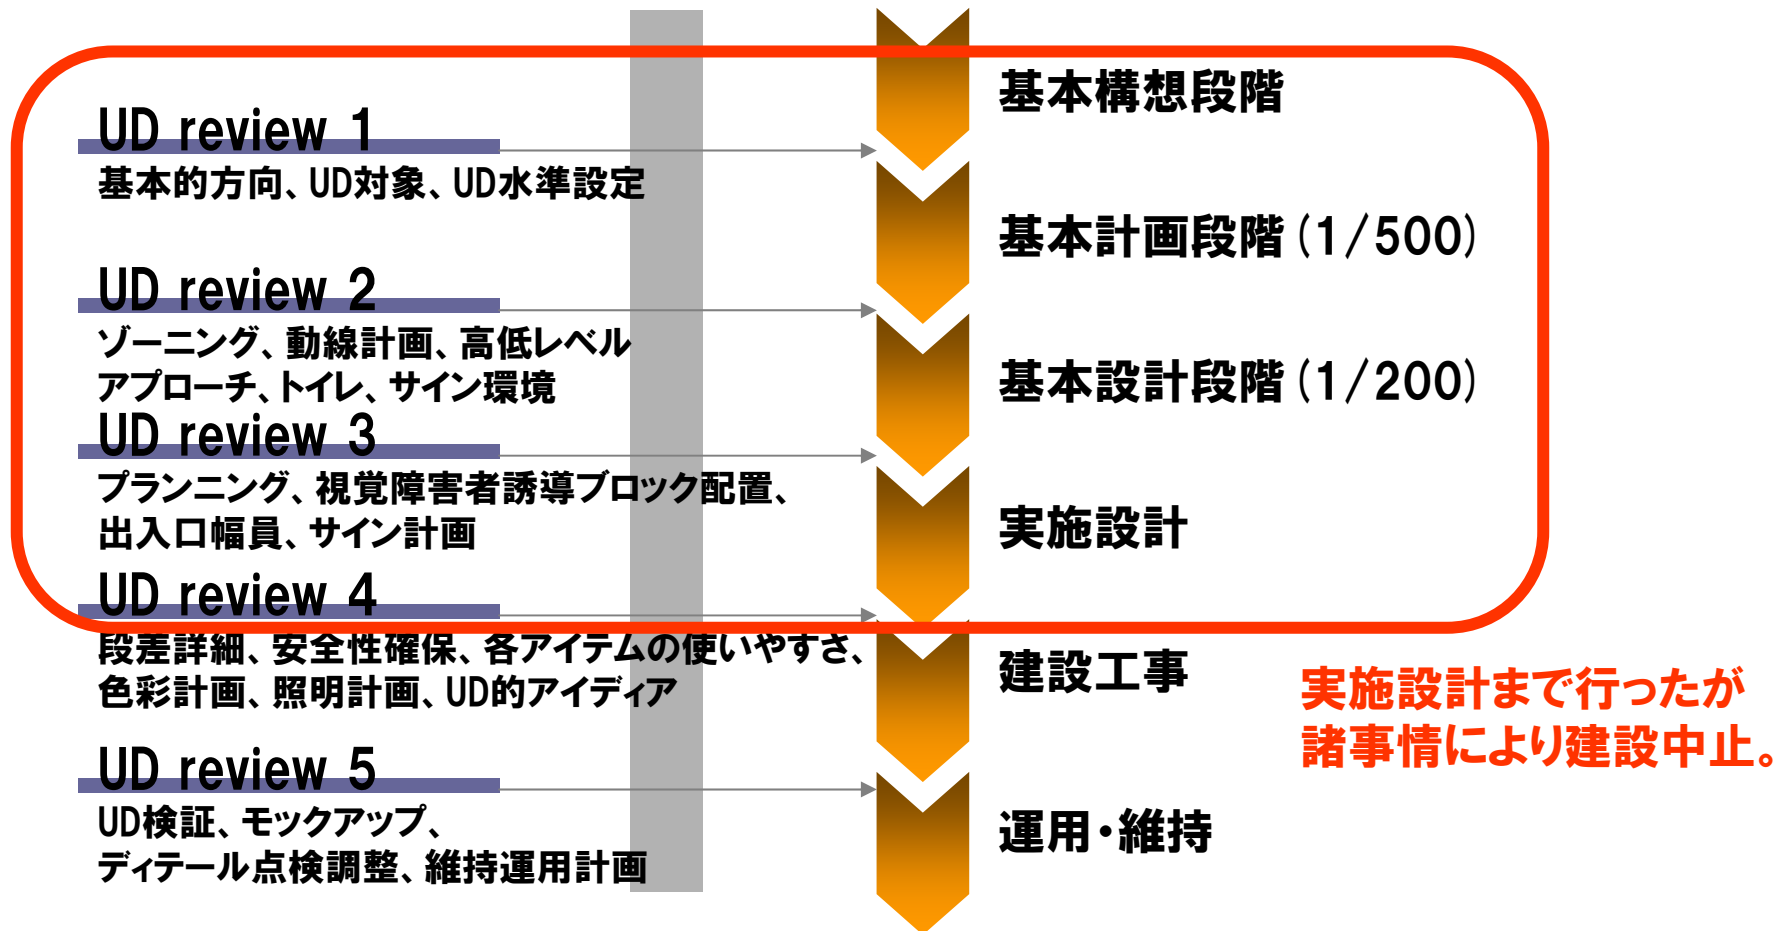 基本構想段階
UD review 1
基本的方向、UD対象、UD水準設定
基本計画段階(1/500)
UD review 2
ゾーニング、動線計画、高低レベル
アプローチ、トイレ、サイン環境
基本設計段階(1/200)
UD review 3
プランニング、視覚障害者誘導ブロック配置、
出入口幅員、サイン計画
実施設計
UD review 4
段差詳細、安全性確保、各アイテムの使いやすさ、
色彩計画、照明計画、UD的アイディア
建設工事
実施設計まで行ったが
諸事情により建設中止。
UD review 5
UD検証、モックアップ、
ディテール点検調整、維持運用計画
運用・維持